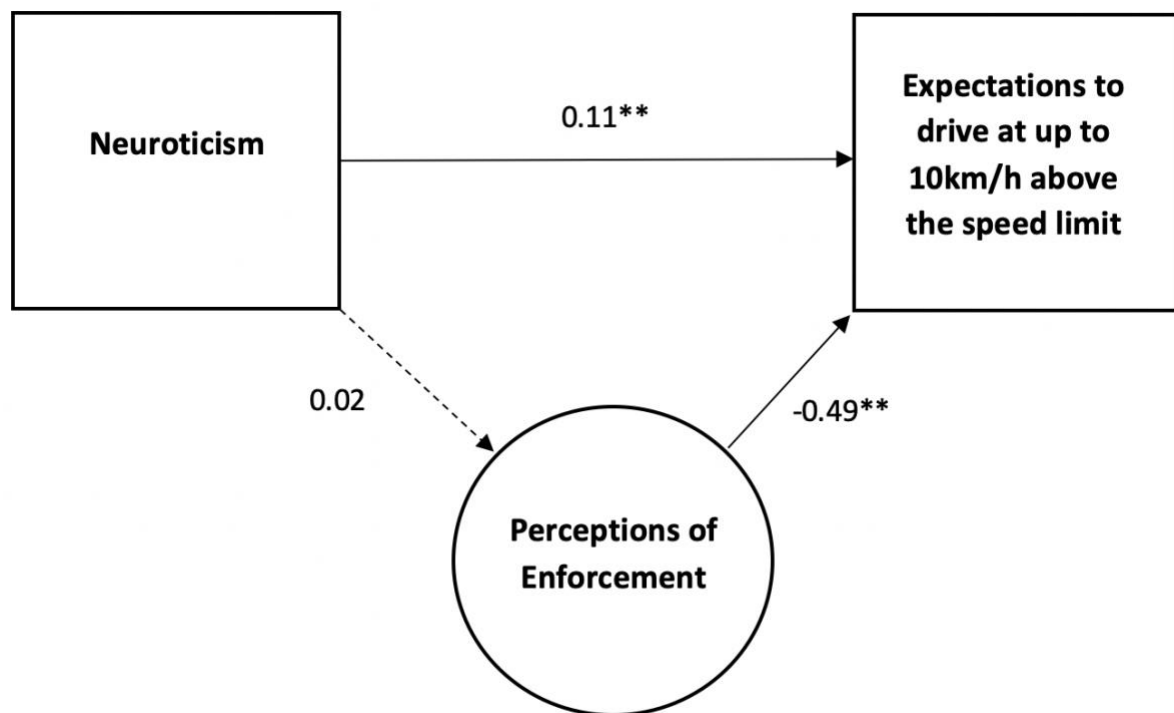 Neuroticism
0.11**
Expectations to
drive at up to
10km/h above
the speed limit
0.02
-0.49**
Perceptions of
Enforcement